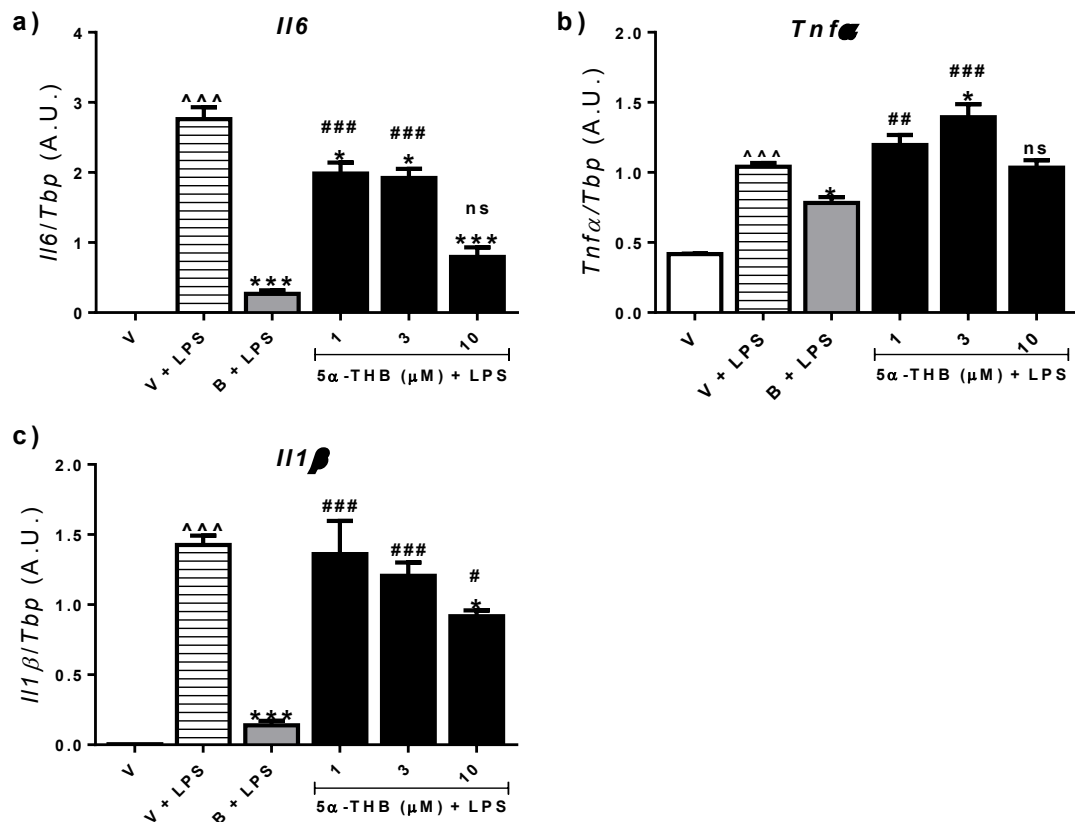 a)
Il6
Il6/Tbp (A.U.)
4
3
2
1
0
^^^
***
###
*
###
*
ns
***
V
V + LPS
B + LPS
1
3
10
5α-THB (μM) + LPS
b)
Tnfα
Tnfα/Tbp (A.U.)
2.0
1.5
1.0
0.5
0.0
^^^
*
##
###
*
ns
V
V + LPS
B + LPS
1
3
10
5α-THB (μM) + LPS
c)
Il1β
Il1β/Tbp (A.U.)
2.0
1.5
1.0
0.5
0.0
^^^
***
###
###
#
*
V
V + LPS
B + LPS
1
3
10
5α-THB (μM) + LPS